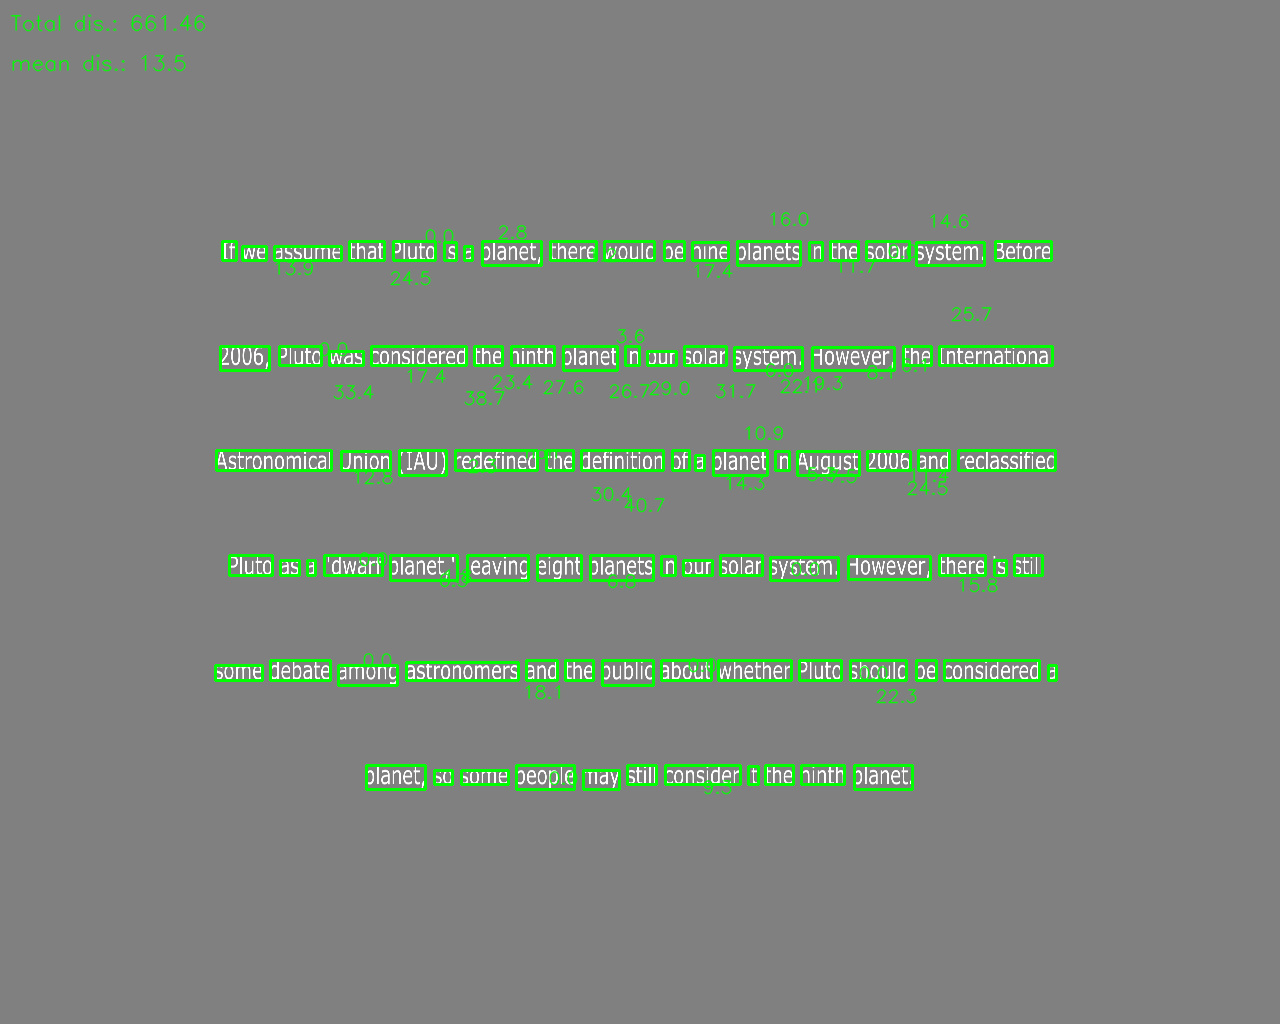 Total dis.: 661.46
mean dis.: 13.5
If we assume that Pluto is a planet, there would be nine planets in the solar system. Before
2006, Pluto was considered the ninth planet in our solar system. However, the International
Astronomical Union (IAU) redefined the definition of a planet in August 2006 and reclassified
Pluto as a "dwarf planet," leaving eight planets in our solar system. However, there is still
some debate among astronomers and the public about whether Pluto should be considered a
planet, so some people may still consider it the ninth planet.
0.0 2.8 16.0 14.6
13.9 24.5 17.4 11.7
25.7
0.0 3.6
17.4 23.4
33.4 38.7 27.6 26.7 29.0 31.7 19.3 8.1
10.9
12.8 14.3 24.5
30.4 40.7
15.8
0.0
18.1 22.3